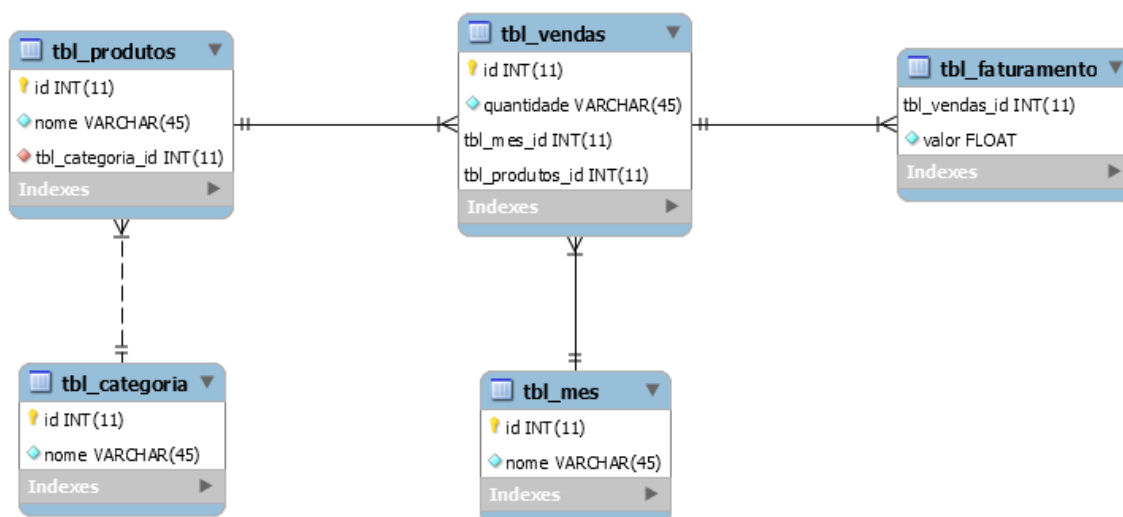 tbl_produtos
id INT(11)
nome VARCHAR(45)
tbl_categoria_id INT(11)
Indexes
tbl_vendas
id INT(11)
quantidade VARCHAR(45)
tbl_mes_id INT(11)
tbl_produtos_id INT(11)
Indexes
tbl_faturamento
tbl_vendas_id INT(11)
valor FLOAT
Indexes
tbl_categoria
id INT(11)
nome VARCHAR(45)
Indexes
tbl_mes
id INT(11)
nome VARCHAR(45)
Indexes